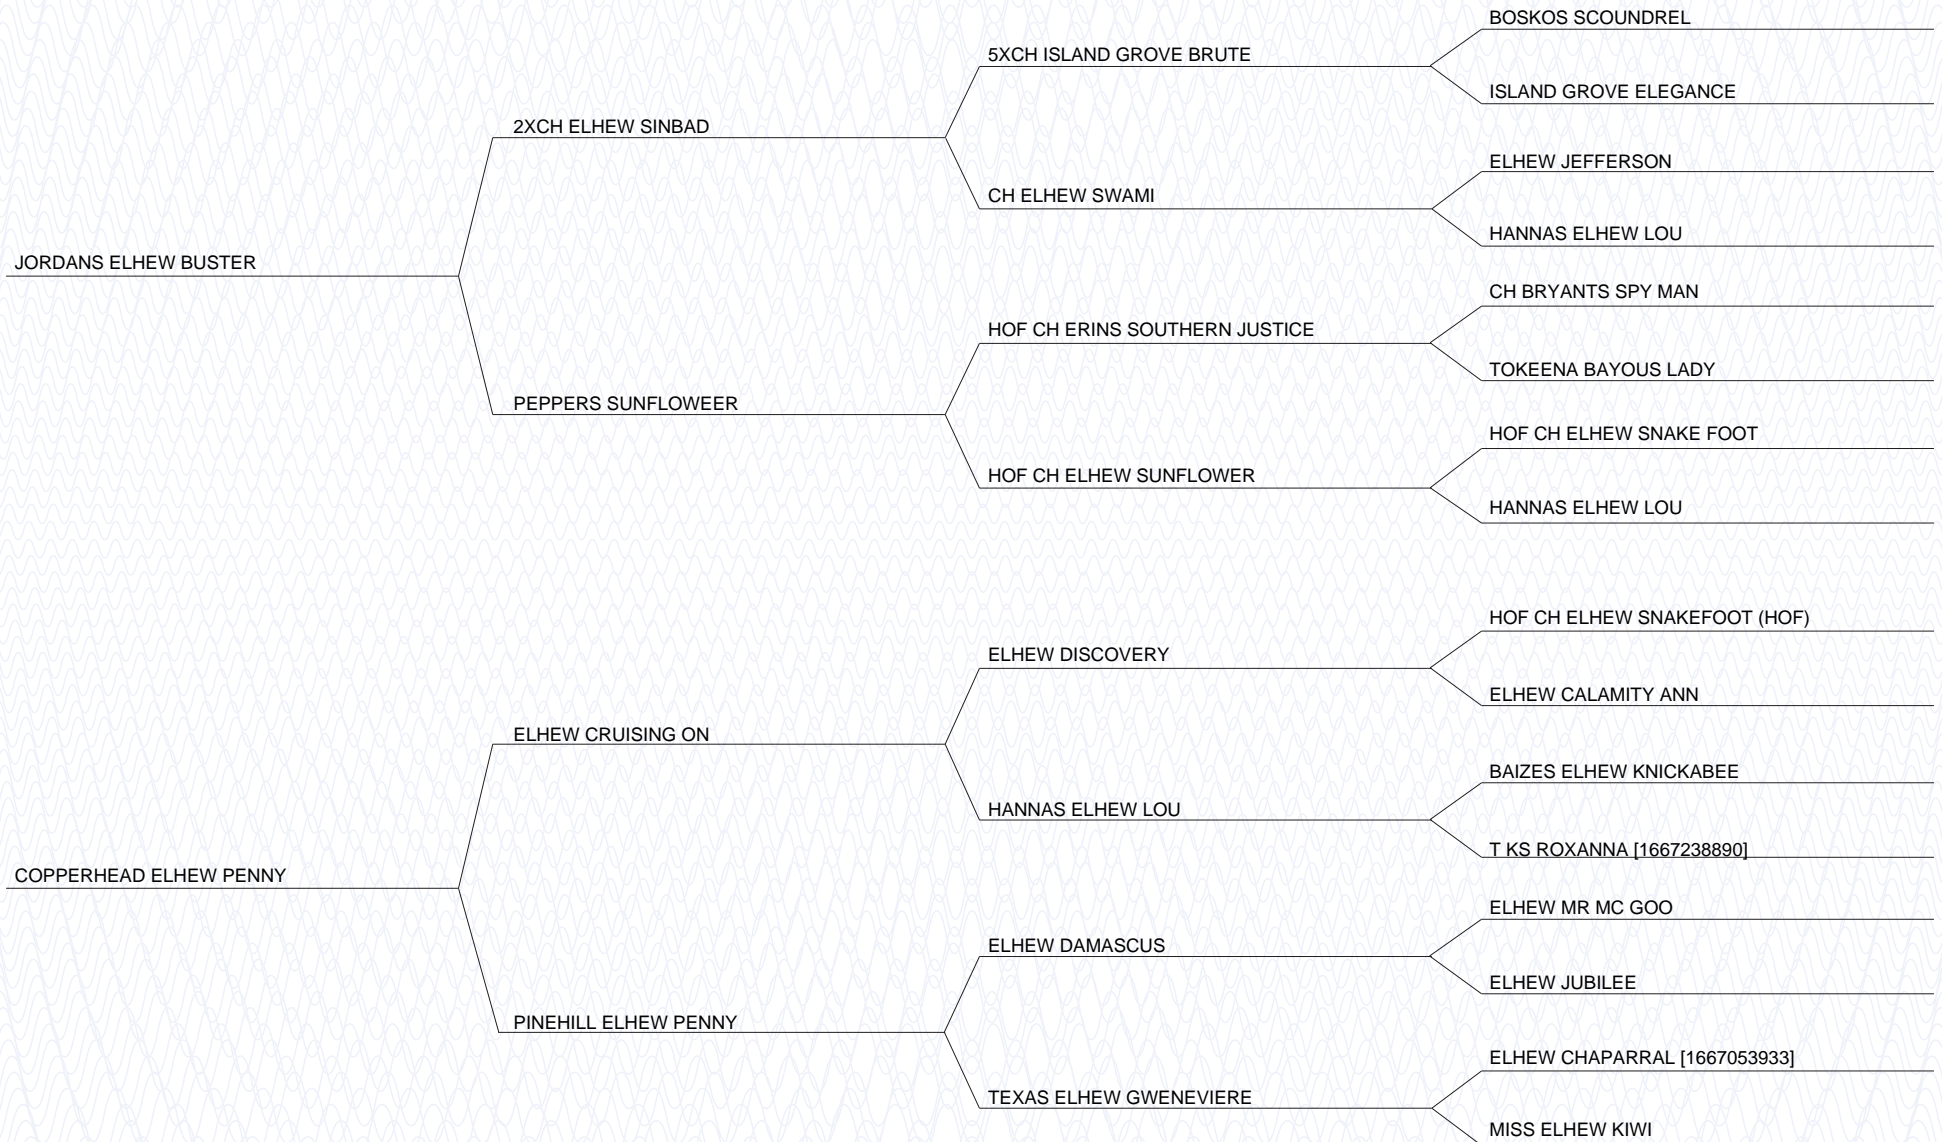 BOSKOS SCOUNDREL
5XCH ISLAND GROVE BRUTE
ISLAND GROVE ELEGANCE
2XCH ELHEW SINBAD
ELHEW JEFFERSON
CH ELHEW SWAMI
HANNAS ELHEW LOU
JORDANS ELHEW BUSTER
CH BRYANTS SPY MAN
HOF CH ERINS SOUTHERN JUSTICE
TOKEENA BAYOUS LADY
PEPPERS SUNFLOWEER
HOF CH ELHEW SNAKE FOOT
HOF CH ELHEW SUNFLOWER
HANNAS ELHEW LOU
HOF CH ELHEW SNAKEFOOT (HOF)
ELHEW DISCOVERY
ELHEW CALAMITY ANN
ELHEW CRUISING ON
BAIZES ELHEW KNICKABEE
HANNAS ELHEW LOU
T KS ROXANNA [1667238890]
COPPERHEAD ELHEW PENNY
ELHEW MR MC GOO
ELHEW DAMASCUS
ELHEW JUBILEE
PINEHILL ELHEW PENNY
ELHEW CHAPARRAL [1667053933]
TEXAS ELHEW GWENEVIERE
MISS ELHEW KIWI